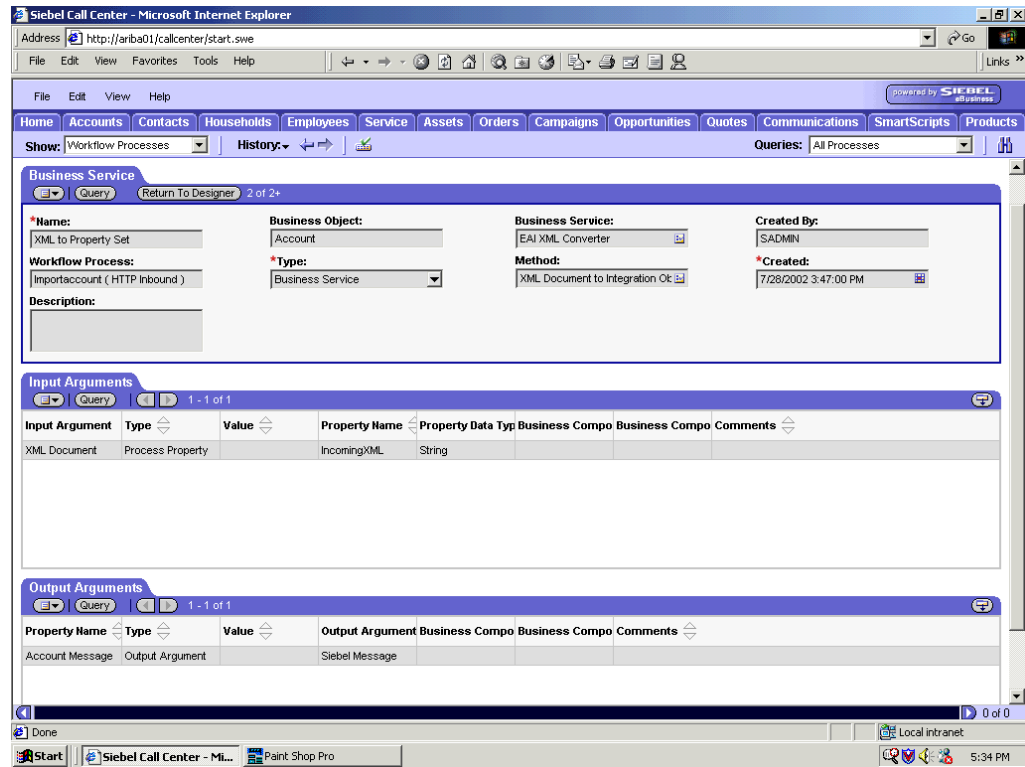 Siebel Call Center - Microsoft Internet Explorer
Address http://ariba01/callcenter/start.swe Go
File Edit View Favorites Tools Help Links »
File Edit View Help powered by SIEBEL eBusiness
Home Accounts Contacts Households Employees Service Assets Orders Campaigns Opportunities Quotes Communications SmartScripts Products
Show: Workflow Processes History: Queries: All Processes
Business Service
Query Return To Designer 2 of 2+
*Name: Business Object: Business Service: Created By:
XML to Property Set Account EAI XML Converter SADMIN
Workflow Process: *Type: Method: *Created:
Importaccount ( HTTP Inbound ) Business Service XML Document to Integration Ob 7/28/2002 3:47:00 PM
Description:
Input Arguments
Query 1 - 1 of 1
Input Argument Type Value Property Name Property Data Typ Business Compo Business Compo Comments
XML Document Process Property IncomingXML String
Output Arguments
Query 1 - 1 of 1
Property Name Type Value Output Argument Business Compo Business Compo Comments
Account Message Output Argument Siebel Message
0 of 0
Done Local intranet
Start Siebel Call Center - Mi... Paint Shop Pro 5:34 PM